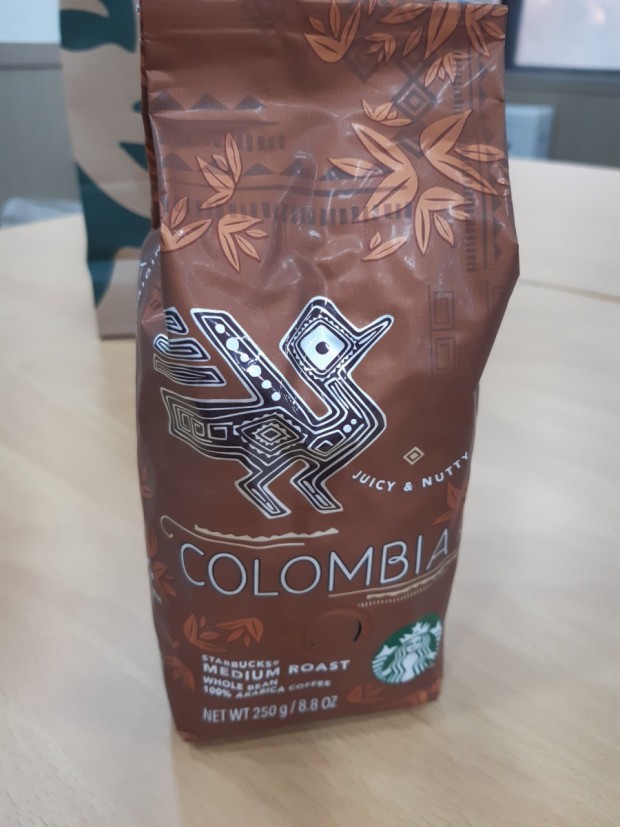 JUICY & NUTTY
COLOMBIA
STARBUCKS®
MEDIUM ROAST
WHOLE BEAN
100% ARABICA COFFEE
NET WT 250 g / 8.8 OZ